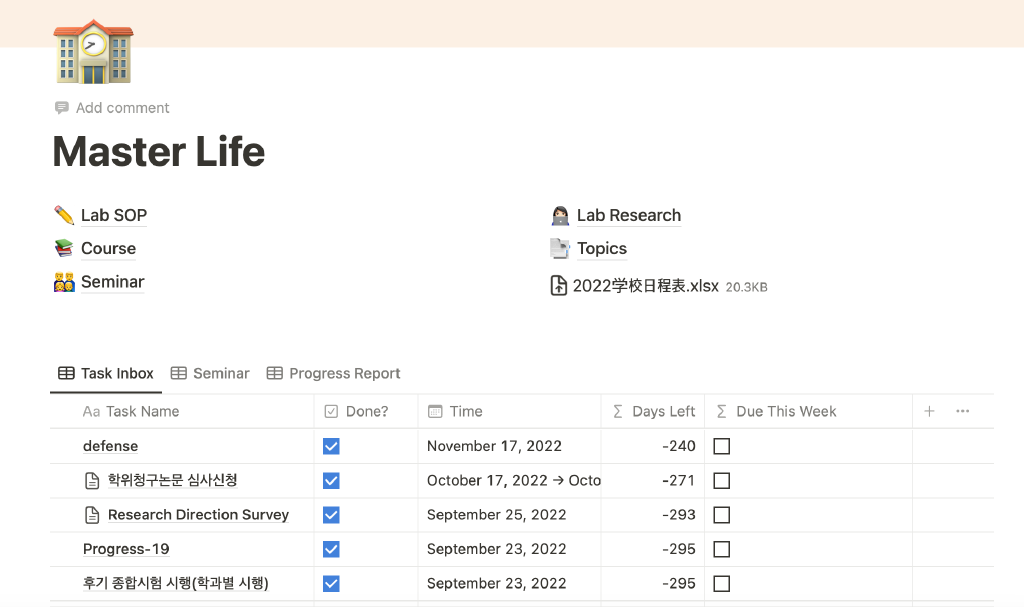 Add comment
Master Life
Lab SOP
Lab Research
Course
Topics
Seminar
2022学校日程表.xlsx 20.3KB
Task Inbox Seminar Progress Report
Aa Task Name Done? Time Σ Days Left Σ Due This Week + ...
defense November 17, 2022 -240
학위청구논문 심사신청 October 17, 2022 → Octo -271
Research Direction Survey September 25, 2022 -293
Progress-19 September 23, 2022 -295
후기 종합시험 시행(학과별 시행) September 23, 2022 -295